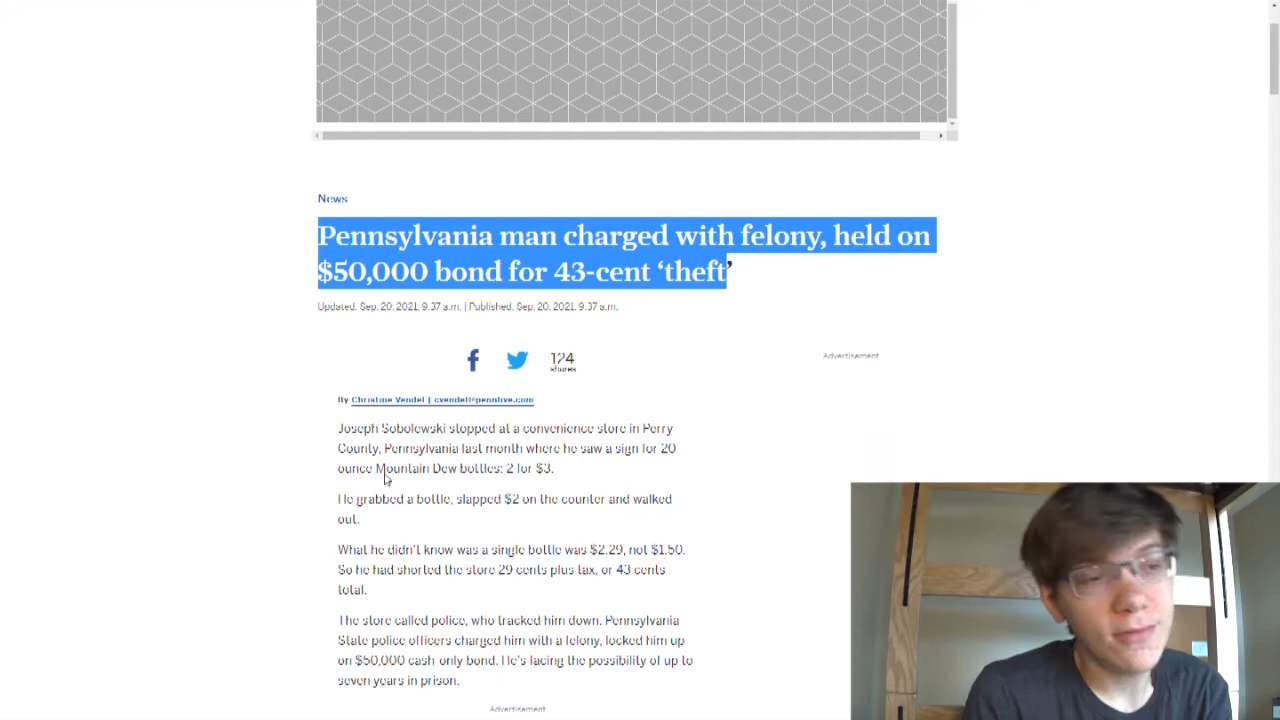 News
Pennsylvania man charged with felony, held on
$50,000 bond for 43-cent ‘theft’
Updated: Sep. 20, 2021, 9:37 a.m. | Published: Sep. 20, 2021, 9:37 a.m.
124
shares
Advertisement
By Christine Vendel | cvendel@pennlive.com
Joseph Sobolewski stopped at a convenience store in Perry
County, Pennsylvania last month where he saw a sign for 20
ounce Mountain Dew bottles: 2 for $3.
He grabbed a bottle, slapped $2 on the counter and walked
out.
What he didn’t know was a single bottle was $2.29, not $1.50.
So he had shorted the store 29 cents plus tax, or 43 cents
total.
The store called police, who tracked him down. Pennsylvania
State police officers charged him with a felony, locked him up
on $50,000 cash-only bond. He’s facing the possibility of up to
seven years in prison.
Advertisement